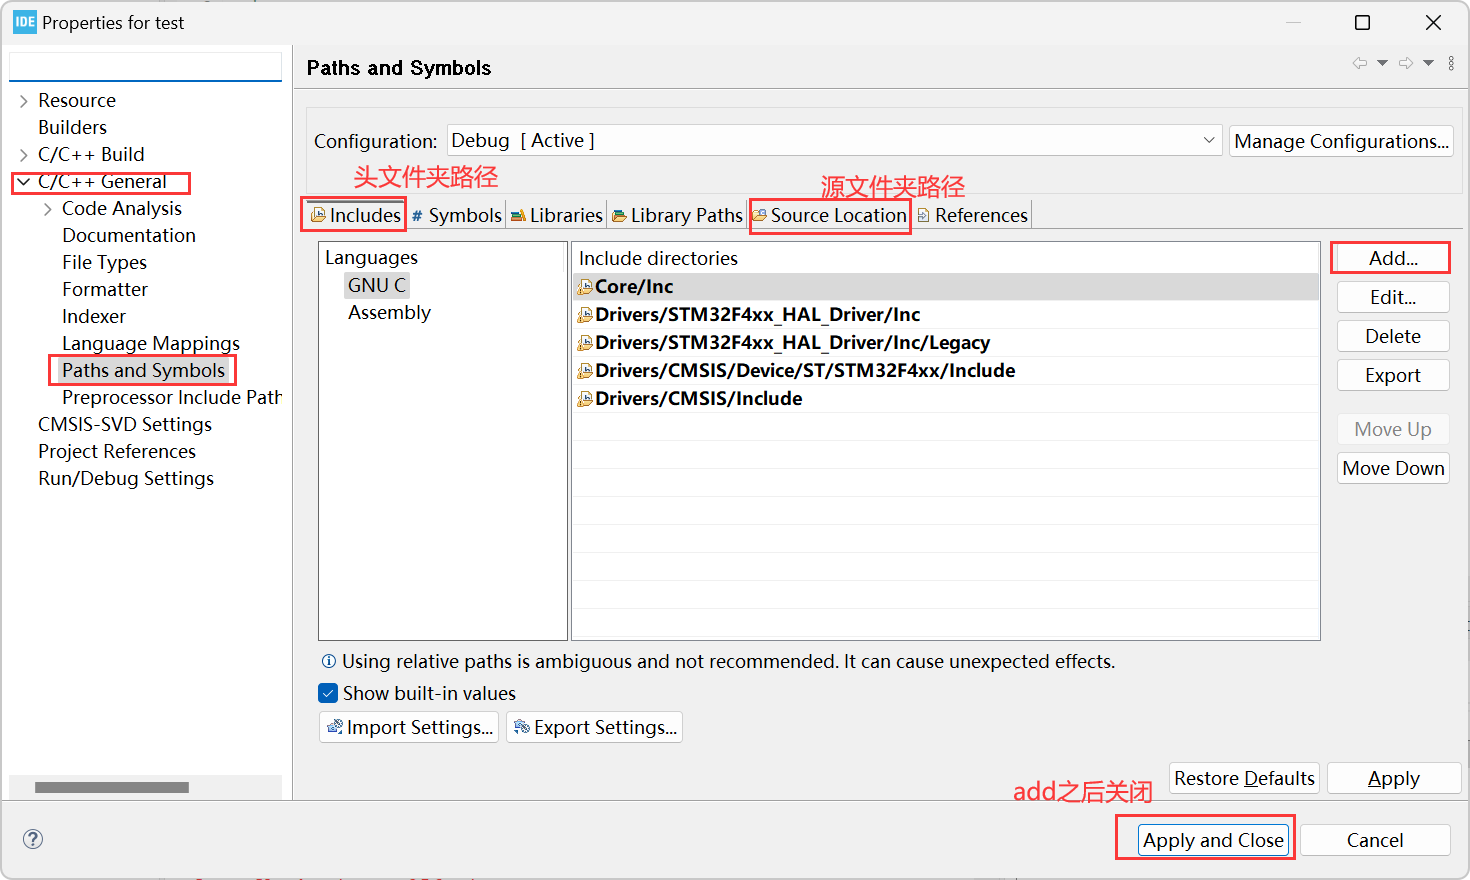 IDE Properties for test
Paths and Symbols
Resource
Builders
C/C++ Build
C/C++ General
Code Analysis
Documentation
File Types
Formatter
Indexer
Language Mappings
Paths and Symbols
Preprocessor Include Path
CMSIS-SVD Settings
Project References
Run/Debug Settings
Configuration: Debug [ Active ] Manage Configurations...
头文件夹路径
源文件夹路径
Includes # Symbols Libraries Library Paths Source Location References
Languages
GNU C
Assembly
Include directories
Core/Inc
Drivers/STM32F4xx_HAL_Driver/Inc
Drivers/STM32F4xx_HAL_Driver/Inc/Legacy
Drivers/CMSIS/Device/ST/STM32F4xx/Include
Drivers/CMSIS/Include
Add...
Edit...
Delete
Export
Move Up
Move Down
Using relative paths is ambiguous and not recommended. It can cause unexpected effects.
Show built-in values
Import Settings... Export Settings...
Restore Defaults Apply
add之后关闭
Apply and Close Cancel